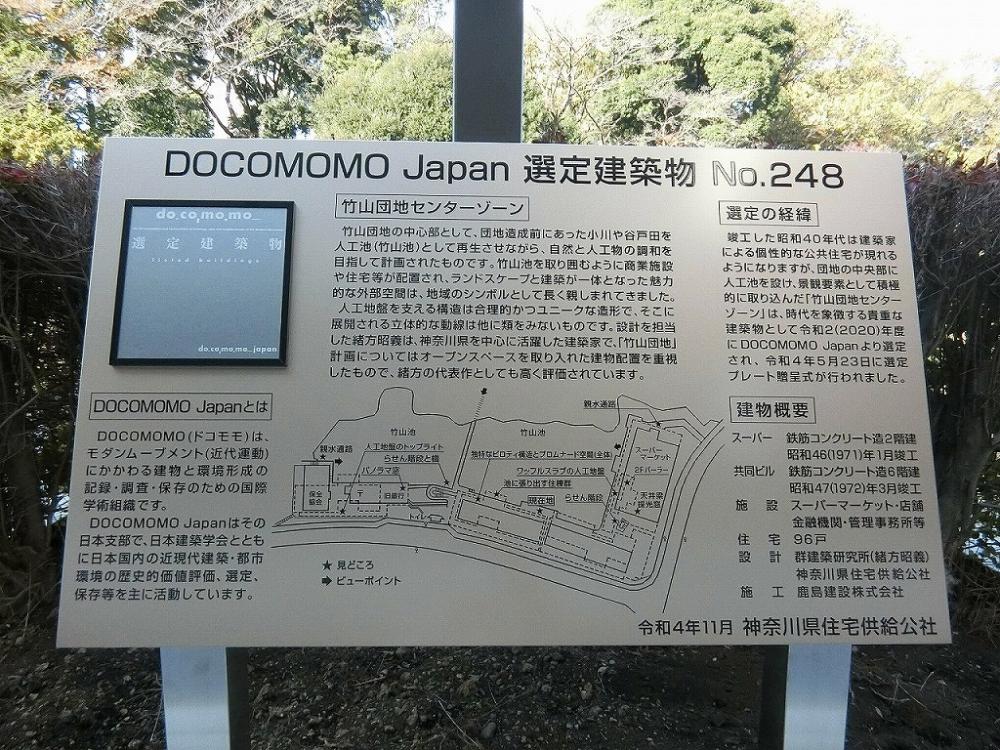 DOCOMOMO Japan 選定建築物 No.248
do_co,mo,mo_
選定建築物
listed buildings
do_co,mo,mo_japan
DOCOMOMO Japanとは
DOCOMOMO(ドコモモ)は、
モダンムーブメント(近代運動)
にかかわる建物と環境形成の
記録・調査・保存のための国際
学術組織です。
DOCOMOMO Japanはその
日本支部で、日本建築学会ととも
に日本国内の近現代建築・都市
環境の歴史的価値評価、選定、
保存等を主に活動しています。
竹山団地センターゾーン
竹山団地の中心部として、団地造成前にあった小川や谷戸田を
人工池(竹山池)として再生させながら、自然と人工物の調和を
目指して計画されたものです。竹山池を取り囲むように商業施設
や住宅等が配置され、ランドスケープと建築が一体となった魅力
的な外部空間は、地域のシンボルとして長く親しまれてきました。
人工地盤を支える構造は合理的かつユニークな造形で、そこに
展開される立体的な動線は他に類をみないものです。設計を担当
した緒方昭義は、神奈川県を中心に活躍した建築家で、「竹山団地」
計画についてはオープンスペースを取り入れた建物配置を重視
したもので、緒方の代表作としても高く評価されています。
親水通路
竹山池
竹山池
親水通路
人工地盤のトップライト
らせん階段と橋
パノラマ窓
独特なピロティ構造とプロムナード空間(全体)
ワッフルスラブの人工地盤
池に張り出す住棟群
らせん階段
スーパー
マーケット
2Fパーラー
天井梁
採光窓
保全
協会
〒
旧銀行
現在地
★ 見どころ
➡ ビューポイント
選定の経緯
竣工した昭和40年代は建築家
による個性的な公共住宅が現れる
ようになりますが、団地の中央部に
人工池を設け、景観要素として積極
的に取り込んだ「竹山団地センター
ゾーン」は、時代を象徴する貴重な
建築物として令和2(2020)年度
にDOCOMOMO Japanより選定
され、令和4年5月23日に選定
プレート贈呈式が行われました。
建物概要
スーパー 鉄筋コンクリート造2階建
昭和46(1971)年1月竣工
共同ビル 鉄筋コンクリート造6階建
昭和47(1972)年3月竣工
施 設 スーパーマーケット・店舗
金融機関・管理事務所等
住 宅 96戸
設 計 群建築研究所(緒方昭義)
神奈川県住宅供給公社
施 工 鹿島建設株式会社
令和4年11月 神奈川県住宅供給公社